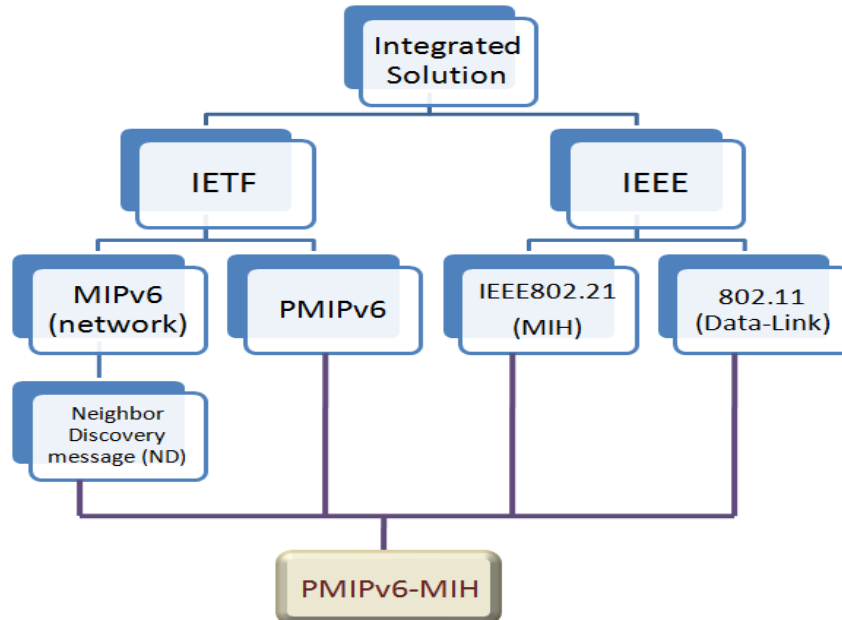 Integrated
Solution
IETF
IEEE
MIPv6
(network)
PMIPv6
IEEE802.21
(MIH)
802.11
(Data-Link)
Neighbor
Discovery
message (ND)
PMIPv6-MIH